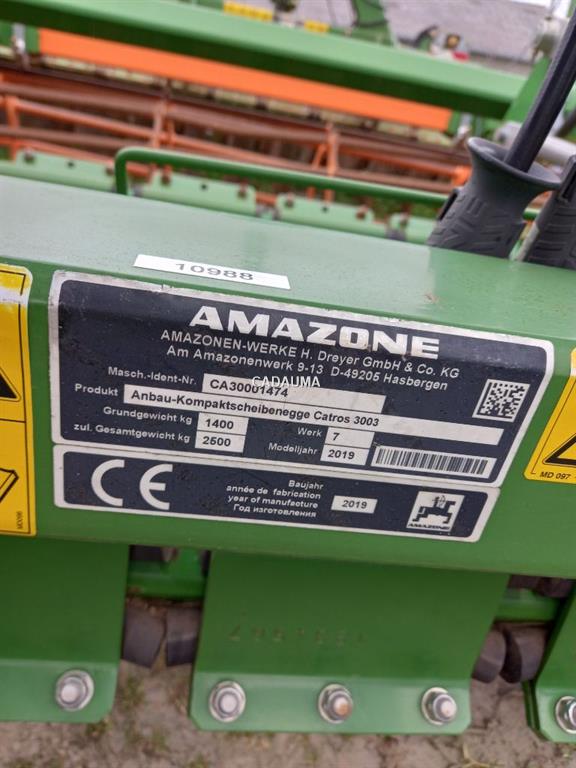 10988
AMAZONE
AMAZONEN-WERKE H. Dreyer GmbH & Co. KG
Am Amazonenwerk 9-13 D-49205 Hasbergen
Masch.-Ident-Nr. CA30001474
CADAUMA
Produkt Anbau-Kompaktscheibenegge Catros 3003
Grundgewicht kg 1400 Werk 7
zul. Gesamtgewicht kg 2500 Modelljahr 2019
CE
Baujahr
année de fabrication
year of manufacture
Год изготовления
2019
AMAZONE
MD 097